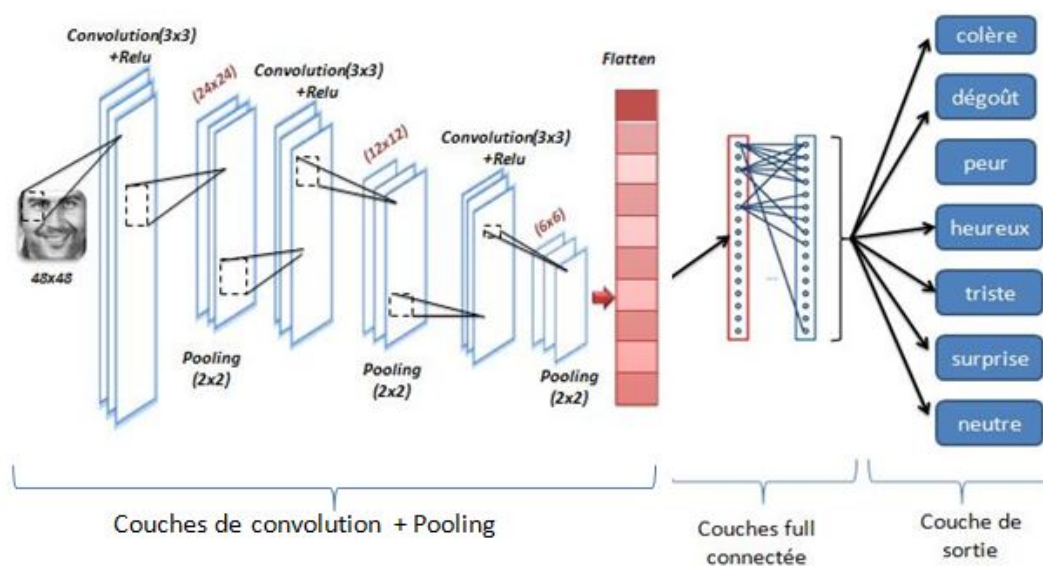 Convolution(3x3)
+Relu
(24x24)
Convolution(3x3)
+Relu
(12x12)
Convolution(3x3)
+Relu
(6x6)
Flatten
48x48
Pooling
(2x2)
Pooling
(2x2)
Pooling
(2x2)
colère
dégoût
peur
heureux
triste
surprise
neutre
Couches de convolution + Pooling
Couches full
connectée
Couche de
sortie